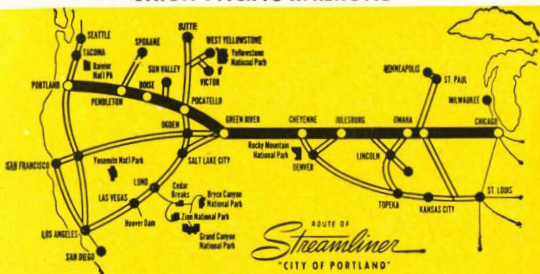 SEATTLE
TACOMA
Rainier
Nat'l Pk
PORTLAND
SPOKANE
PENDLETON
SUN VALLEY
BOISE
BUTTE
WEST YELLOWSTONE
Yellowstone
National Park
VICTOR
POCATELLO
OGDEN
GREEN RIVER
CHEYENNE
JULESBURG
OMAHA
MINNEAPOLIS
ST. PAUL
MILWAUKEE
CHICAGO
Rocky Mountain
National Park
DENVER
LINCOLN
SAN FRANCISCO
Yosemite Nat'l Park
SALT LAKE CITY
LUND
Cedar
Breaks
Bryce Canyon
National Park
Zion National Park
Grand Canyon
National Park
LAS VEGAS
Hoover Dam
LOS ANGELES
SAN DIEGO
TOPEKA
KANSAS CITY
ST. LOUIS
ROUTE OF
Streamliner
"CITY OF PORTLAND"